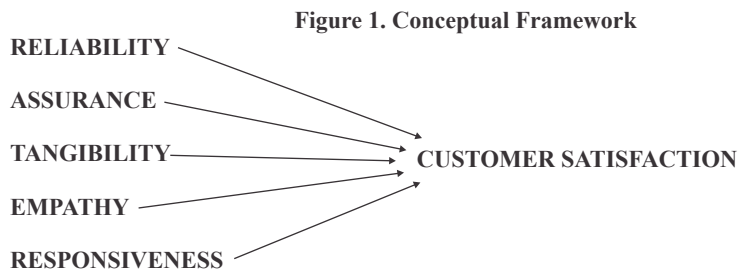 Figure 1. Conceptual Framework
RELIABILITY
ASSURANCE
TANGIBILITY
CUSTOMER SATISFACTION
EMPATHY
RESPONSIVENESS